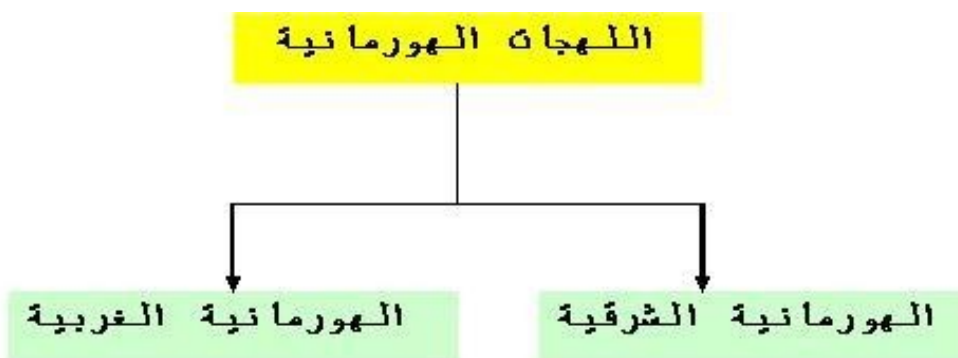 اللهجات الهورمانية
الهورمانية الشرقية
الهورمانية الغربية